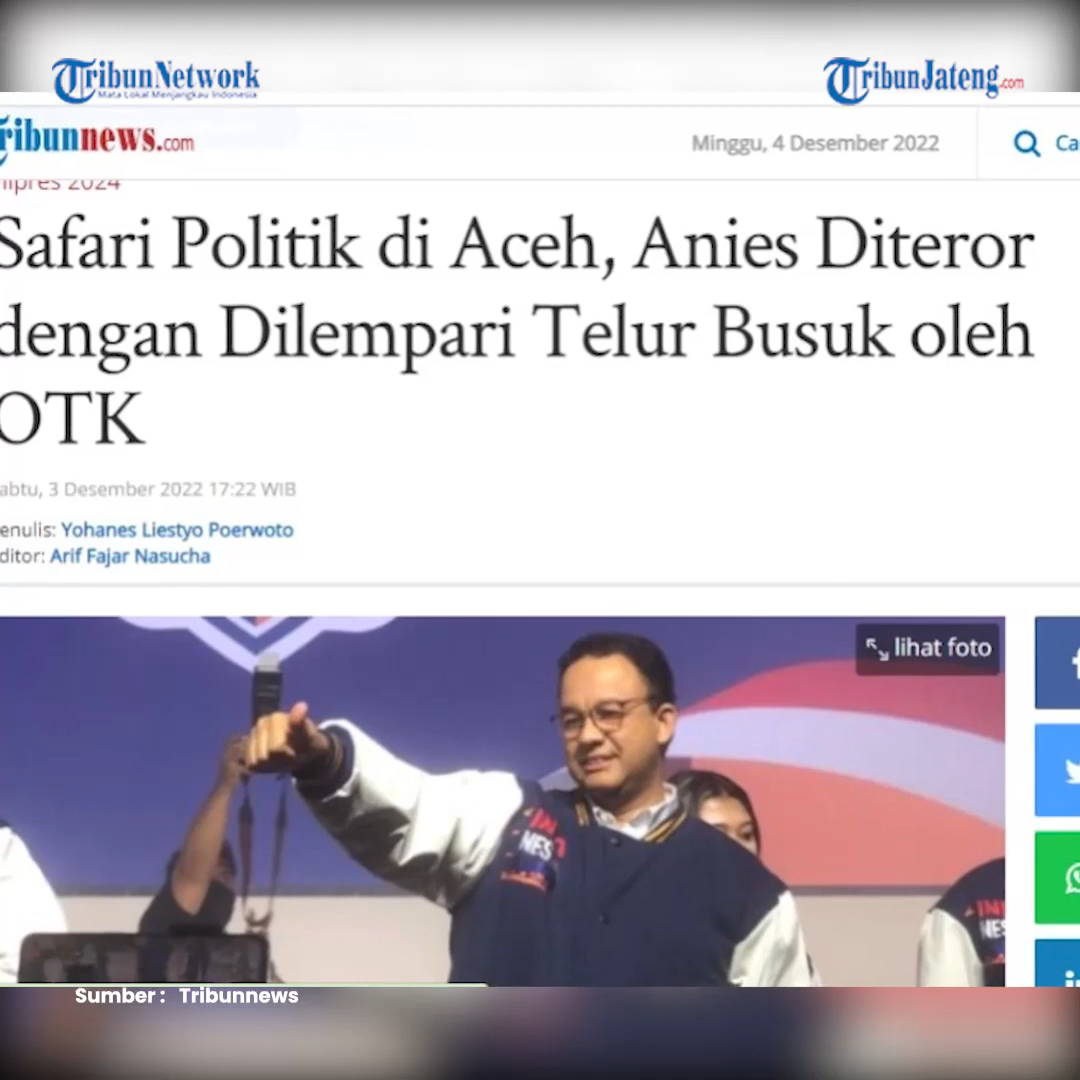 TribunNetwork
Mata Lokal Menjangkau Indonesia
TribunJateng.com
Tribunnews.com
Minggu, 4 Desember 2022
2024
Safari Politik di Aceh, Anies Diteror
dengan Dilempari Telur Busuk oleh
OTK
abtu, 3 Desember 2022 17:22 WIB
enulis: Yohanes Liestyo Poerwoto
ditor: Arif Fajar Nasucha
lihat foto
Sumber : Tribunnews